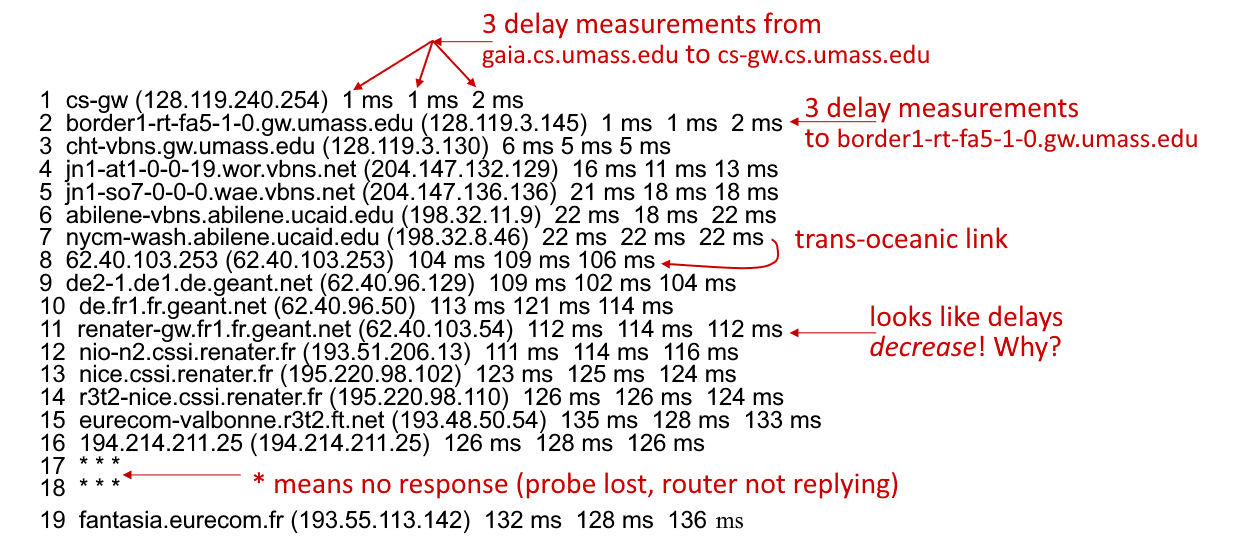 3 delay measurements from
gaia.cs.umass.edu to cs-gw.cs.umass.edu
1 cs-gw (128.119.240.254) 1 ms 1 ms 2 ms
3 delay measurements
to border1-rt-fa5-1-0.gw.umass.edu
2 border1-rt-fa5-1-0.gw.umass.edu (128.119.3.145) 1 ms 1 ms 2 ms
3 cht-vbns.gw.umass.edu (128.119.3.130) 6 ms 5 ms 5 ms
4 jn1-at1-0-0-19.wor.vbns.net (204.147.132.129) 16 ms 11 ms 13 ms
5 jn1-so7-0-0-0.wae.vbns.net (204.147.136.136) 21 ms 18 ms 18 ms
6 abilene-vbns.abilene.ucaid.edu (198.32.11.9) 22 ms 18 ms 22 ms
7 nycm-wash.abilene.ucaid.edu (198.32.8.46) 22 ms 22 ms 22 ms
trans-oceanic link
8 62.40.103.253 (62.40.103.253) 104 ms 109 ms 106 ms
9 de2-1.de1.de.geant.net (62.40.96.129) 109 ms 102 ms 104 ms
10 de.fr1.fr.geant.net (62.40.96.50) 113 ms 121 ms 114 ms
11 renater-gw.fr1.fr.geant.net (62.40.103.54) 112 ms 114 ms 112 ms
looks like delays
decrease! Why?
12 nio-n2.cssi.renater.fr (193.51.206.13) 111 ms 114 ms 116 ms
13 nice.cssi.renater.fr (195.220.98.102) 123 ms 125 ms 124 ms
14 r3t2-nice.cssi.renater.fr (195.220.98.110) 126 ms 126 ms 124 ms
15 eurecom-valbonne.r3t2.ft.net (193.48.50.54) 135 ms 128 ms 133 ms
16 194.214.211.25 (194.214.211.25) 126 ms 128 ms 126 ms
17 * * *
18 * * *
* means no response (probe lost, router not replying)
19 fantasia.eurecom.fr (193.55.113.142) 132 ms 128 ms 136 ms